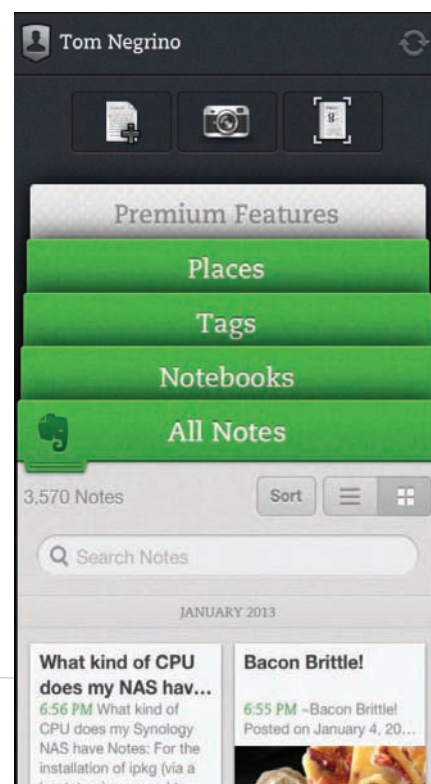 Tom Negrino
Premium Features
Places
Tags
Notebooks
All Notes
3,570 Notes
Sort
Search Notes
JANUARY 2013
What kind of CPU
does my NAS hav...
6:56 PM What kind of
CPU does my Synology
NAS have Notes: For the
installation of ipkg (via a
Bacon Brittle!
6:55 PM ~Bacon Brittle!
Posted on January 4, 20...